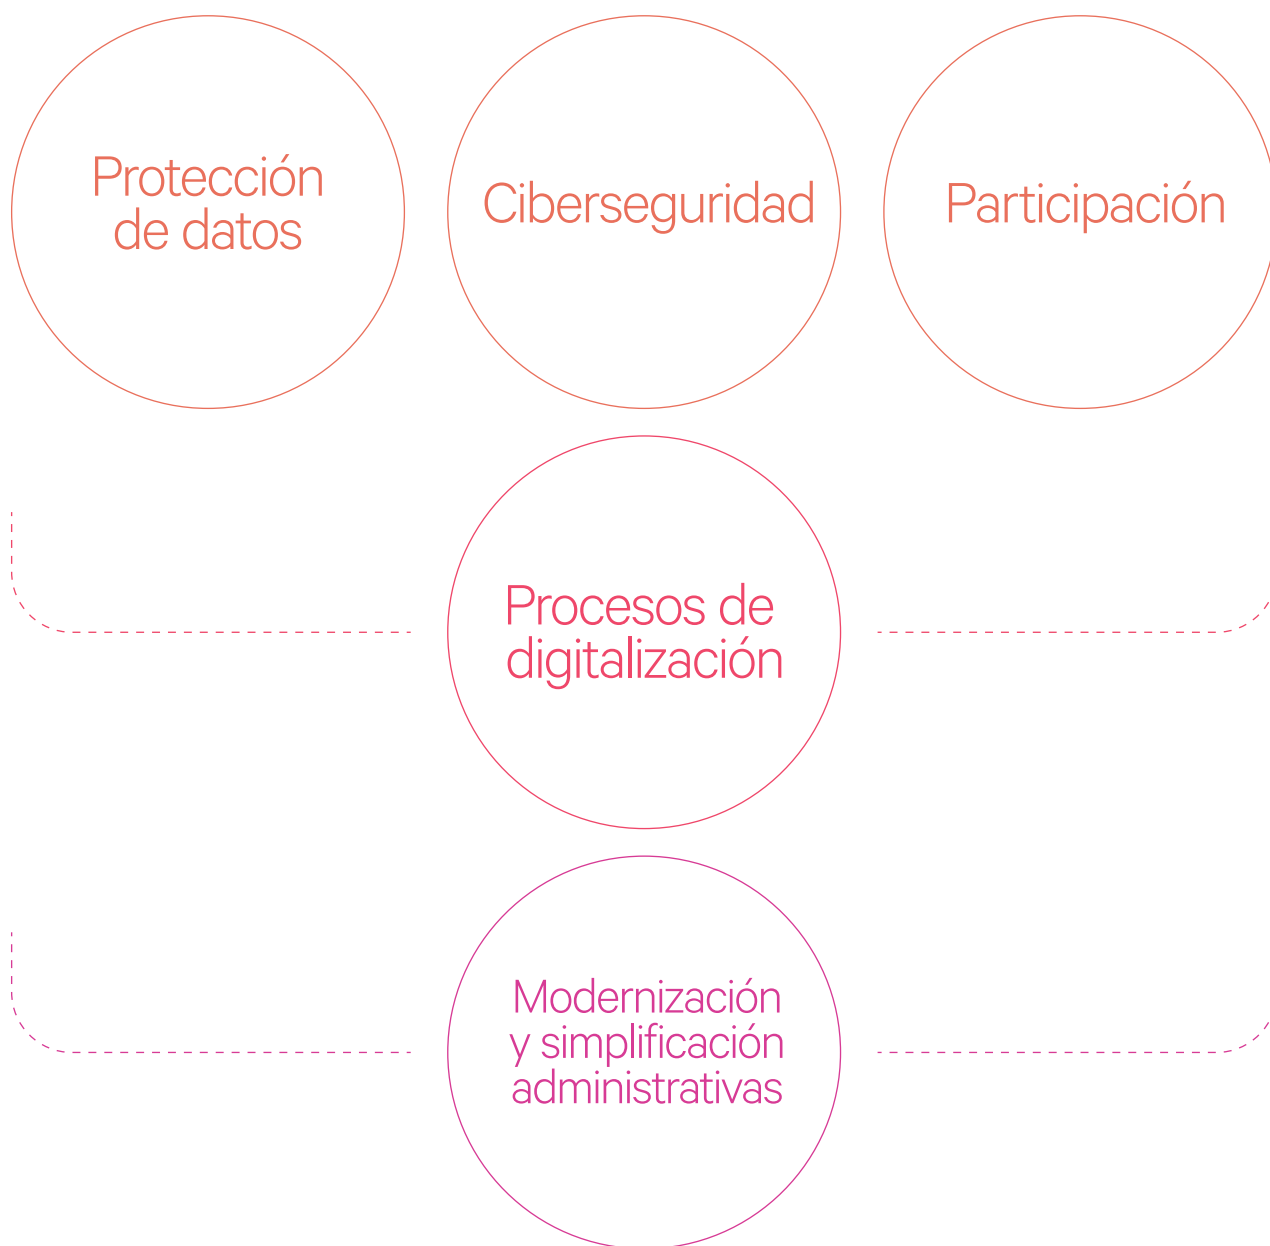 Protección
de datos
Ciberseguridad
Participación
Procesos de
digitalización
Modernización
y simplificación
administrativas